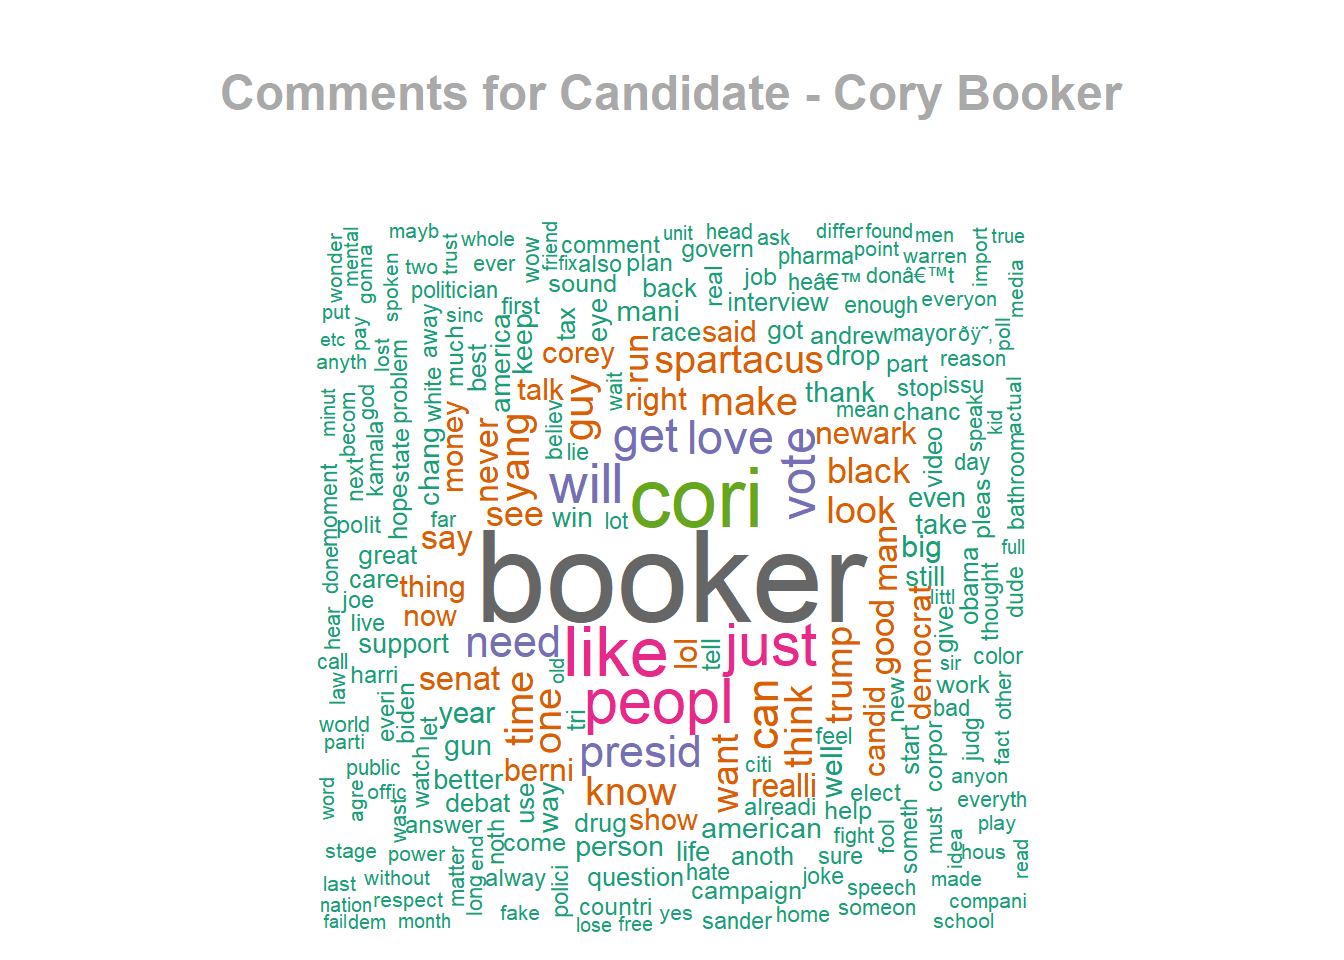 Comments for Candidate - Cory Booker
wonder
mental
gonna
mayb
trust
whole
wow
friend
comment
unit
head
govern
ask
differ
found
men
import
true
two
ever
fix
also
plan
pharma
point
warren
spoken
politician
first
sound
back
real
job
heâ€™
donâ€™t
media
put
pay
sinc
interview
enough
everyon
etc
lost
away
much
america
keep
tax
eye
mani
race
said
got
andrew
mayor
ðŸ˜‚
poll
anyth
problem
white
best
corey
run
spartacus
drop
part
reason
minut
becom
god
talk
guy
wait
right
make
thank
stop
issu
actual
kamala
state
chang
money
never
yang
believ
lie
get
love
vote
newark
mean
chanc
speak
kid
next
hope
will
cori
black
video
day
bathroom
moment
polit
far
see
win
lot
look
even
take
pleas
done
great
say
booker
man
big
full
care
thing
still
littl
obama
thought
dude
joe
now
good
democrat
give
hear
live
support
need
like
lol
tell
just
trump
sir
color
call
law
harri
senat
old
peopl
can
think
candid
new
work
other
world
everi
biden
let
year
time
one
tri
feel
bad
parti
gun
presid
want
citi
well
start
corpor
judg
fact
public
watch
better
berni
know
realli
anyon
word
agre
offic
wast
debat
use
way
alreadi
help
elect
everyth
answer
noth
come
drug
show
american
fight
fool
someth
must
idea
play
stage
power
matter
end
person
life
anoth
sure
hous
read
last
without
long
alway
polici
question
hate
campaign
joke
speech
made
nation
respect
fake
countri
yes
sander
home
someon
compani
fail
dem
month
lose
free
school